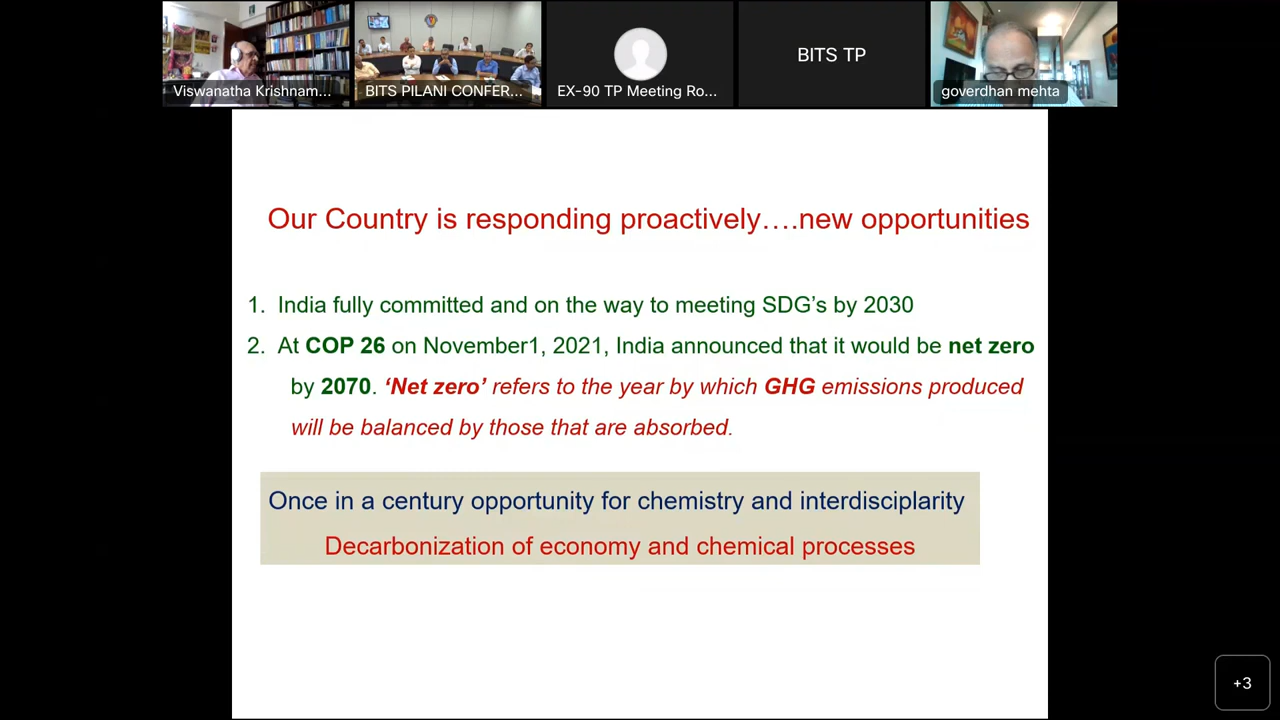 Viswanatha Krishnam...
BITS PILANI CONFER...
EX-90 TP Meeting Ro...
BITS TP
goverdhan mehta
Our Country is responding proactively….new opportunities
1. India fully committed and on the way to meeting SDG’s by 2030
2. At COP 26 on November1, 2021, India announced that it would be net zero
by 2070. ‘Net zero’ refers to the year by which GHG emissions produced
will be balanced by those that are absorbed.
Once in a century opportunity for chemistry and interdisciplarity
Decarbonization of economy and chemical processes
+3